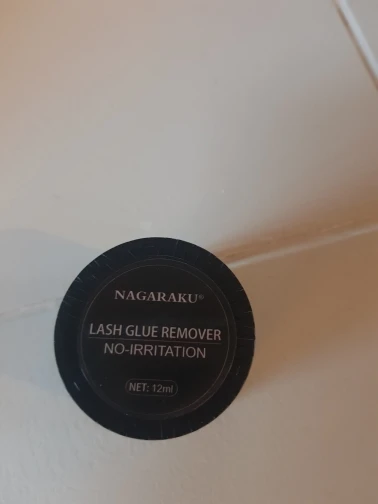 NAGARAKU®
LASH GLUE REMOVER
NO-IRRITATION
NET: 12ml